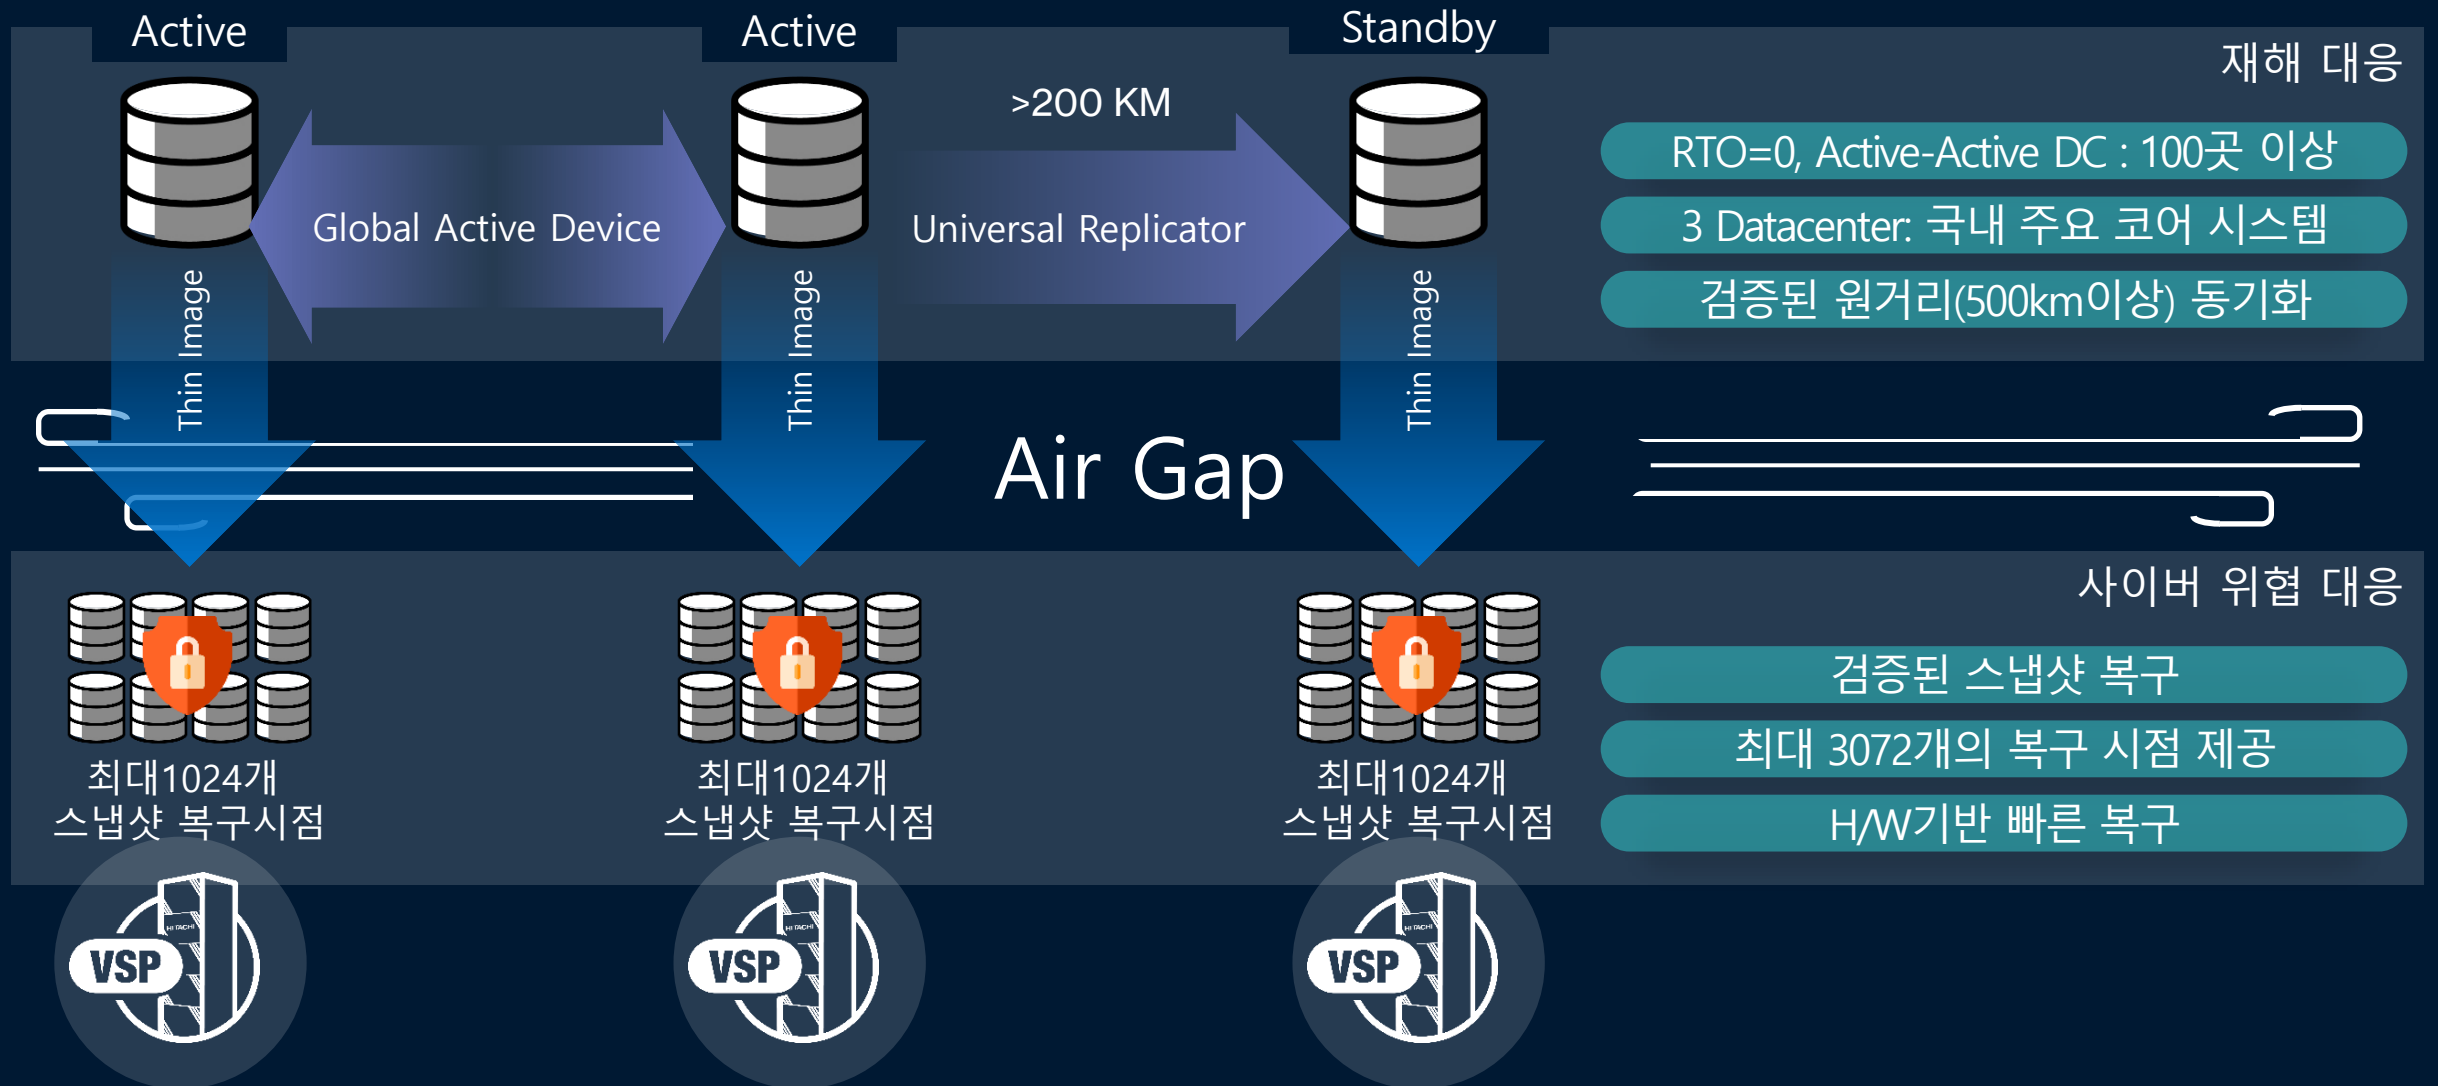 Active
Active
Standby
재해 대응
>200 KM
Global Active Device
Universal Replicator
RTO=0, Active-Active DC : 100곳 이상
3 Datacenter: 국내 주요 코어 시스템
검증된 원거리(500km이상) 동기화
Thin Image
Thin Image
Thin Image
Air Gap
사이버 위협 대응
검증된 스냅샷 복구
최대 3072개의 복구 시점 제공
H/W기반 빠른 복구
최대1024개
스냅샷 복구시점
최대1024개
스냅샷 복구시점
최대1024개
스냅샷 복구시점
HITACHI
VSP
HITACHI
VSP
HITACHI
VSP